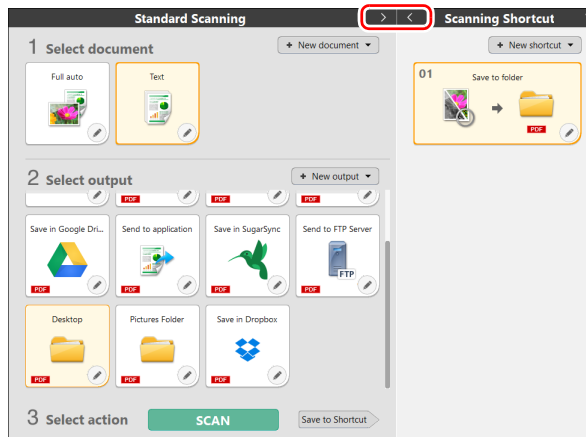 Standard Scanning
> <
Scanning Shortcut
1 Select document
+ New document
Full auto
Text
2 Select output
+ New output
PDF
PDF
PDF
PDF
Save in Google Dri...
Send to application
Save in SugarSync
Send to FTP Server
FTP
PDF
PDF
PDF
PDF
Desktop
Pictures Folder
Save in Dropbox
PDF
PDF
PDF
3 Select action
SCAN
Save to Shortcut
+ New shortcut
01
Save to folder
PDF